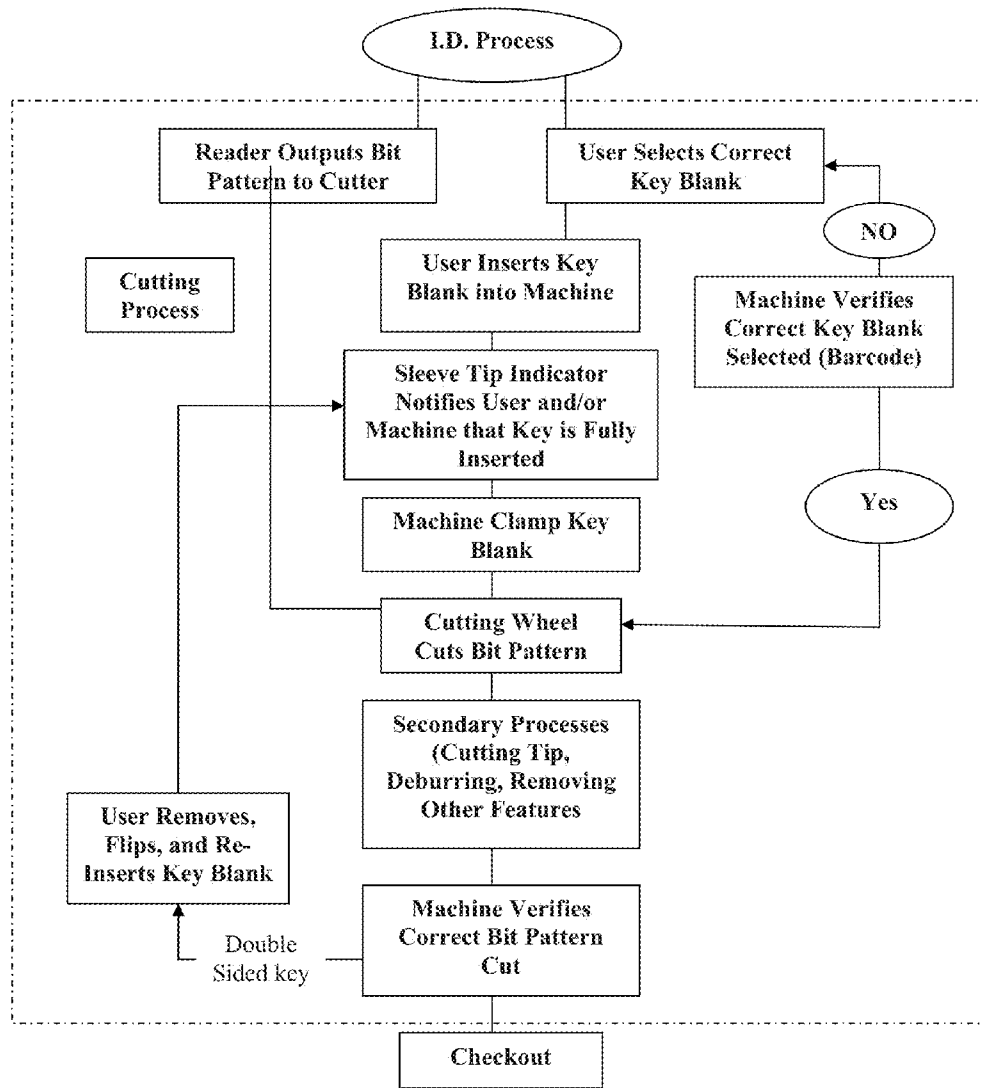 I.D. Process
Reader Outputs Bit
Pattern to Cutter
User Selects Correct
Key Blank
NO
User Inserts Key
Blank into Machine
Cutting
Process
Machine Verifies
Correct Key Blank
Selected (Barcode)
Sleeve Tip Indicator
Notifies User and/or
Machine that Key is Fully
Inserted
Yes
Machine Clamp Key
Blank
Cutting Wheel
Cuts Bit Pattern
Secondary Processes
(Cutting Tip,
Deburring, Removing
Other Features
User Removes,
Flips, and Re-
Inserts Key Blank
Machine Verifies
Correct Bit Pattern
Cut
Double
Sided key
Checkout